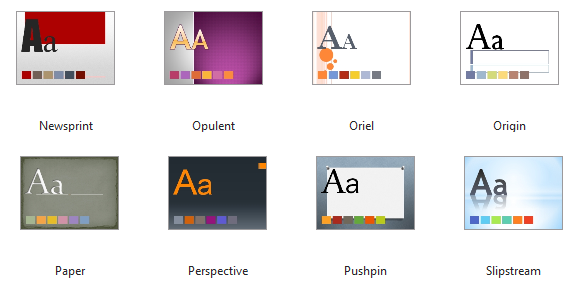 Aa AA AA Aa
Newsprint Opulent Oriel Origin
Aa Aa Aa Aa
Paper Perspective Pushpin Slipstream